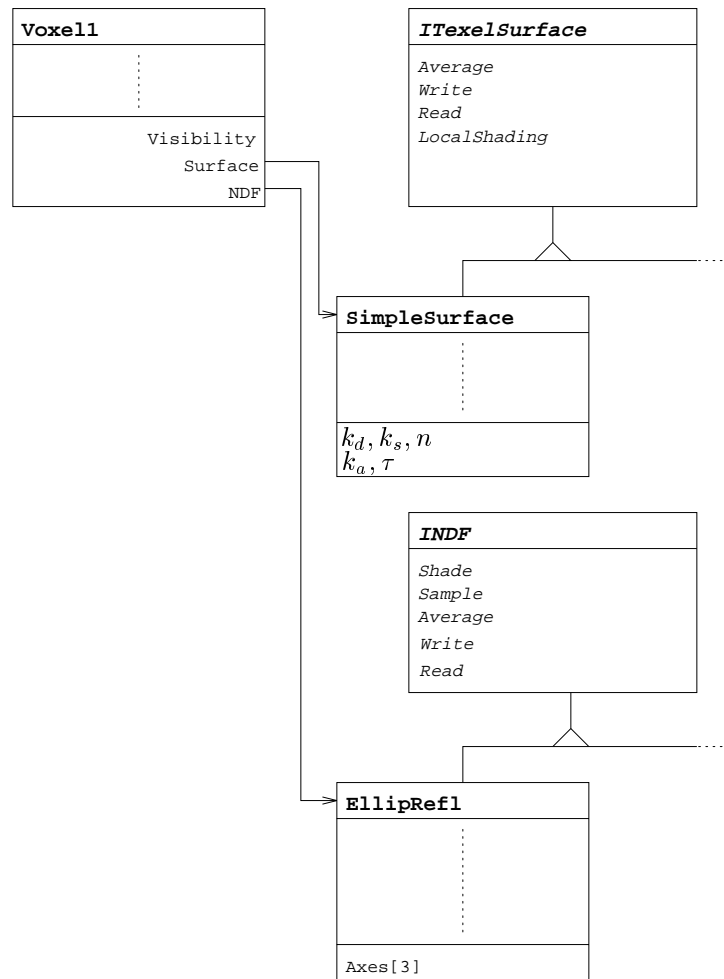 Voxel1
Visibility
Surface
NDF
ITexelSurface
Average
Write
Read
LocalShading
SimpleSurface
k_d, k_s, n
k_a, τ
INDF
Shade
Sample
Average
Write
Read
EllipRefl
Axes[3]